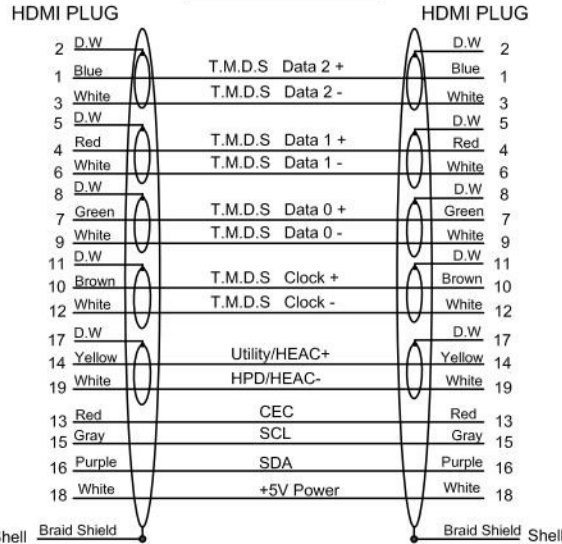 HDMI PLUG HDMI PLUG
2 D.W D.W 2
1 Blue T.M.D.S Data 2 + Blue 1
3 White T.M.D.S Data 2 - White 3
5 D.W D.W 5
4 Red T.M.D.S Data 1 + Red 4
6 White T.M.D.S Data 1 - White 6
8 D.W D.W 8
7 Green T.M.D.S Data 0 + Green 7
9 White T.M.D.S Data 0 - White 9
11 D.W D.W 11
10 Brown T.M.D.S Clock + Brown 10
12 White T.M.D.S Clock - White 12
17 D.W D.W 17
14 Yellow Utility/HEAC+ Yellow 14
19 White HPD/HEAC- White 19
13 Red CEC Red 13
15 Gray SCL Gray 15
16 Purple SDA Purple 16
18 White +5V Power White 18
Braid Shield Braid Shield